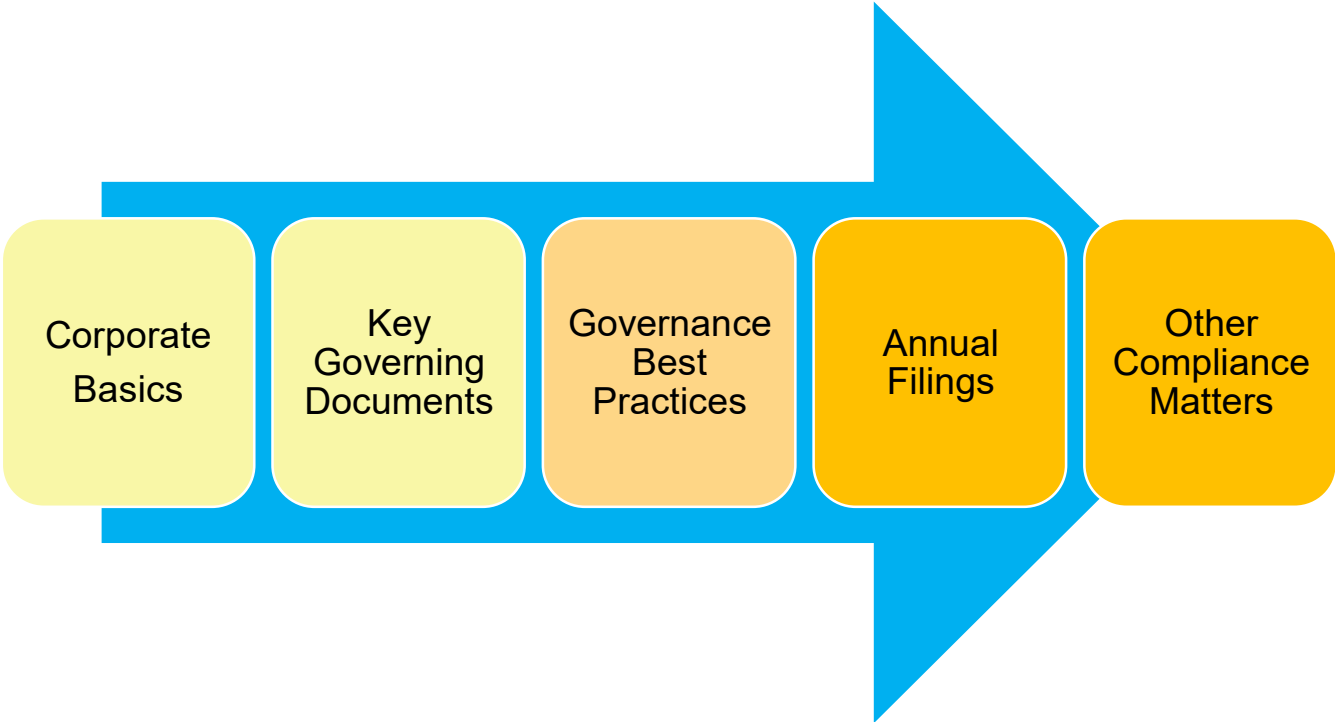 Corporate
Basics
Key
Governing
Documents
Governance
Best
Practices
Annual
Filings
Other
Compliance
Matters